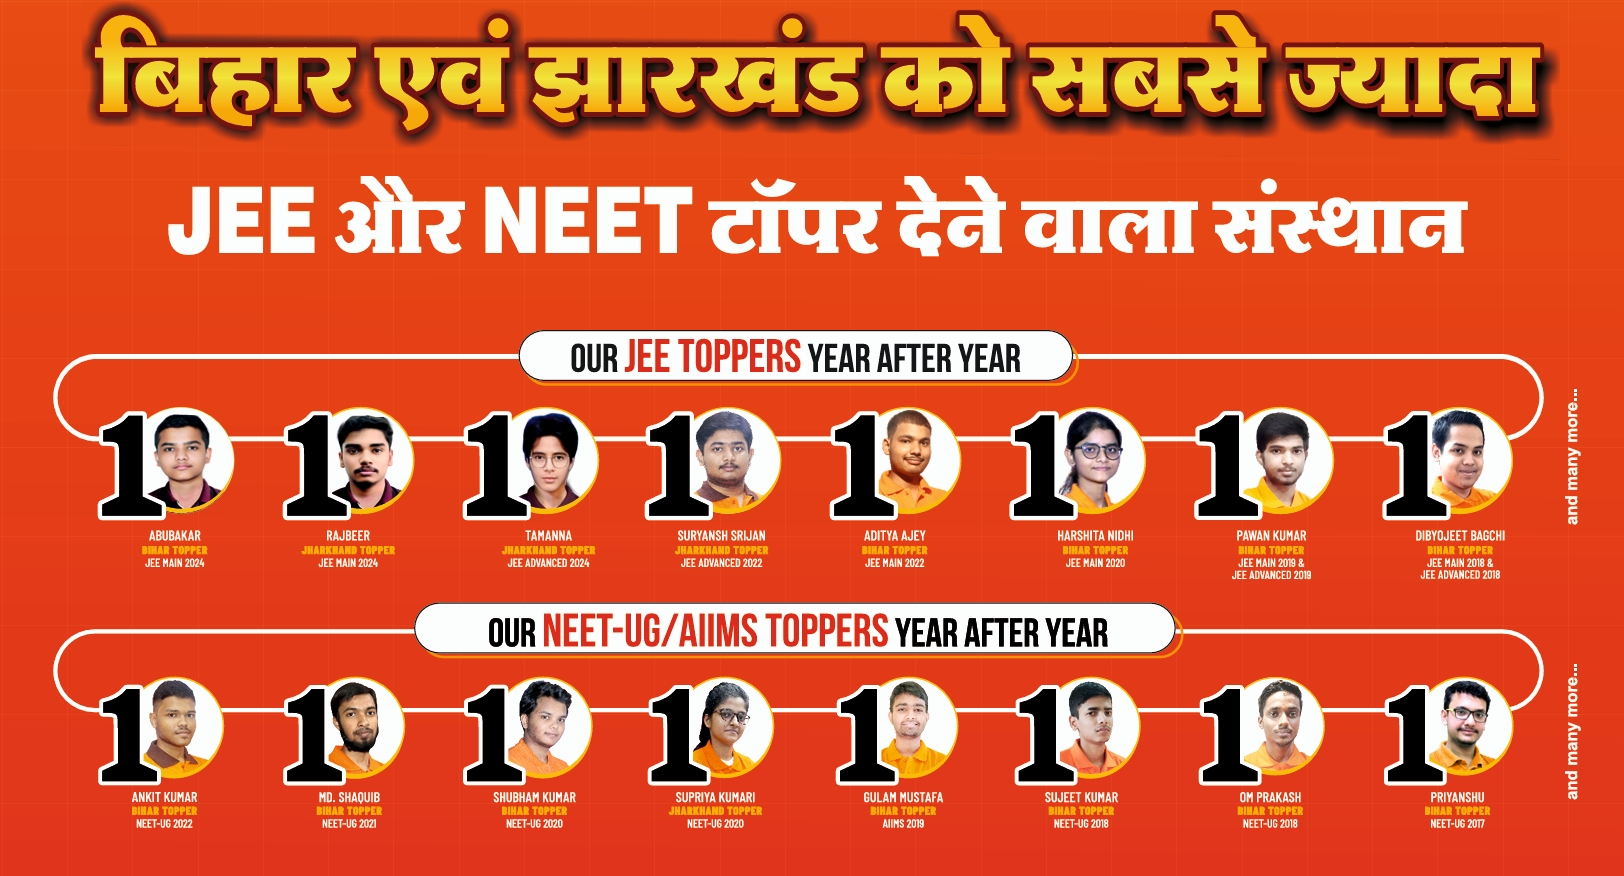 बिहार एवं झारखंड को सबसे ज्यादा
JEE और NEET टॉपर देने वाला संस्थान
OUR JEE TOPPERS YEAR AFTER YEAR
1 1 1 1 1 1 1 1
ABUBAKAR
BIHAR TOPPER
JEE MAIN 2024
RAJBEER
JHARKHAND TOPPER
JEE MAIN 2024
TAMANNA
JHARKHAND TOPPER
JEE ADVANCED 2024
SURYANSH SRIJAN
JHARKHAND TOPPER
JEE ADVANCED 2022
ADITYA AJEY
BIHAR TOPPER
JEE MAIN 2022
HARSHITA NIDHI
BIHAR TOPPER
JEE MAIN 2020
PAWAN KUMAR
BIHAR TOPPER
JEE MAIN 2019 &
JEE ADVANCED 2019
DIBYOJEET BAGCHI
BIHAR TOPPER
JEE MAIN 2018 &
JEE ADVANCED 2018
and many more...
OUR NEET-UG/AIIMS TOPPERS YEAR AFTER YEAR
1 1 1 1 1 1 1 1
ANKIT KUMAR
BIHAR TOPPER
NEET-UG 2022
MD. SHAQUIB
BIHAR TOPPER
NEET-UG 2021
SHUBHAM KUMAR
BIHAR TOPPER
NEET-UG 2020
SUPRIYA KUMARI
JHARKHAND TOPPER
NEET-UG 2020
GULAM MUSTAFA
BIHAR TOPPER
AIIMS 2019
SUJEET KUMAR
BIHAR TOPPER
NEET-UG 2018
OM PRAKASH
BIHAR TOPPER
NEET-UG 2018
PRIYANSHU
BIHAR TOPPER
NEET-UG 2017
and many more...